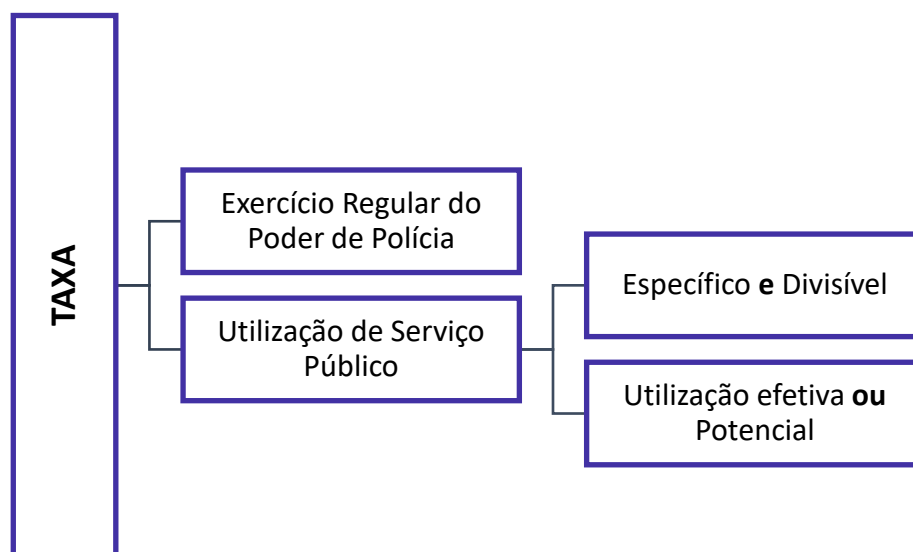 TAXA
Exercício Regular do
Poder de Polícia
Utilização de Serviço
Público
Específico e Divisível
Utilização efetiva ou
Potencial